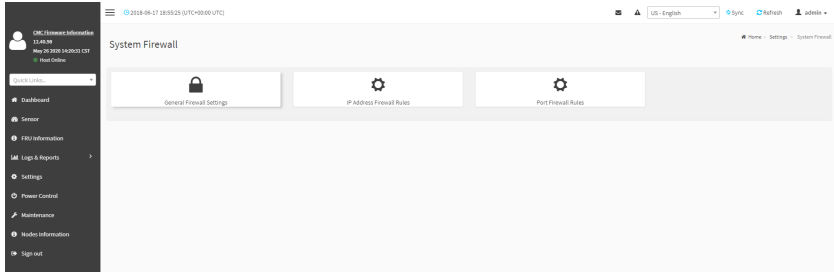 2018-06-17 18:55:25 (UTC+00:00 UTC)
US - English
Sync
Refresh
admin
CMC Firmware Information
12.40.98
May 26 2020 14:20:31 CST
Host Online
Quick Links...
Dashboard
Sensor
FRU Information
Logs & Reports
Settings
Power Control
Maintenance
Nodes Information
Sign out
System Firewall
Home
Settings
System Firewall
General Firewall Settings
IP Address Firewall Rules
Port Firewall Rules